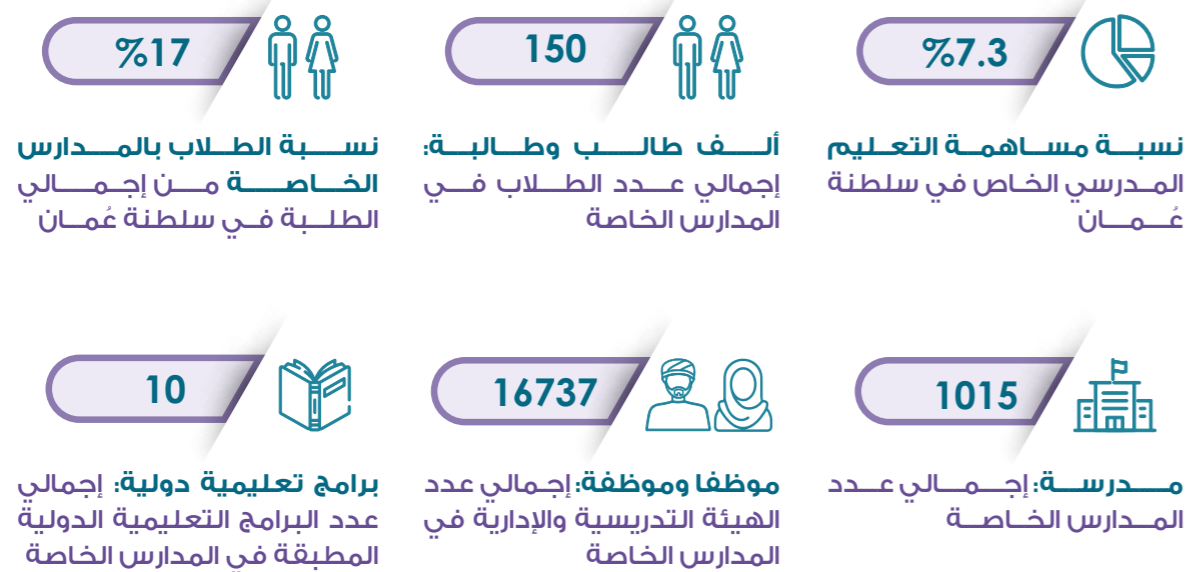 %7.3
نسبة مساهمة التعليم
المدرسي الخاص في سلطنة
عُمان
150
ألف طالب وطالبة:
إجمالي عدد الطلاب في
المدارس الخاصة
%17
نسبة الطلاب بالمدارس
الخاصة من إجمالي
الطلبة في سلطنة عُمان
1015
مدرسة: إجمالي عدد
المدارس الخاصة
16737
موظفا وموظفة: إجمالي عدد
الهيئة التدريسية والإدارية في
المدارس الخاصة
10
برامج تعليمية دولية: إجمالي
عدد البرامج التعليمية الدولية
المطبقة في المدارس الخاصة